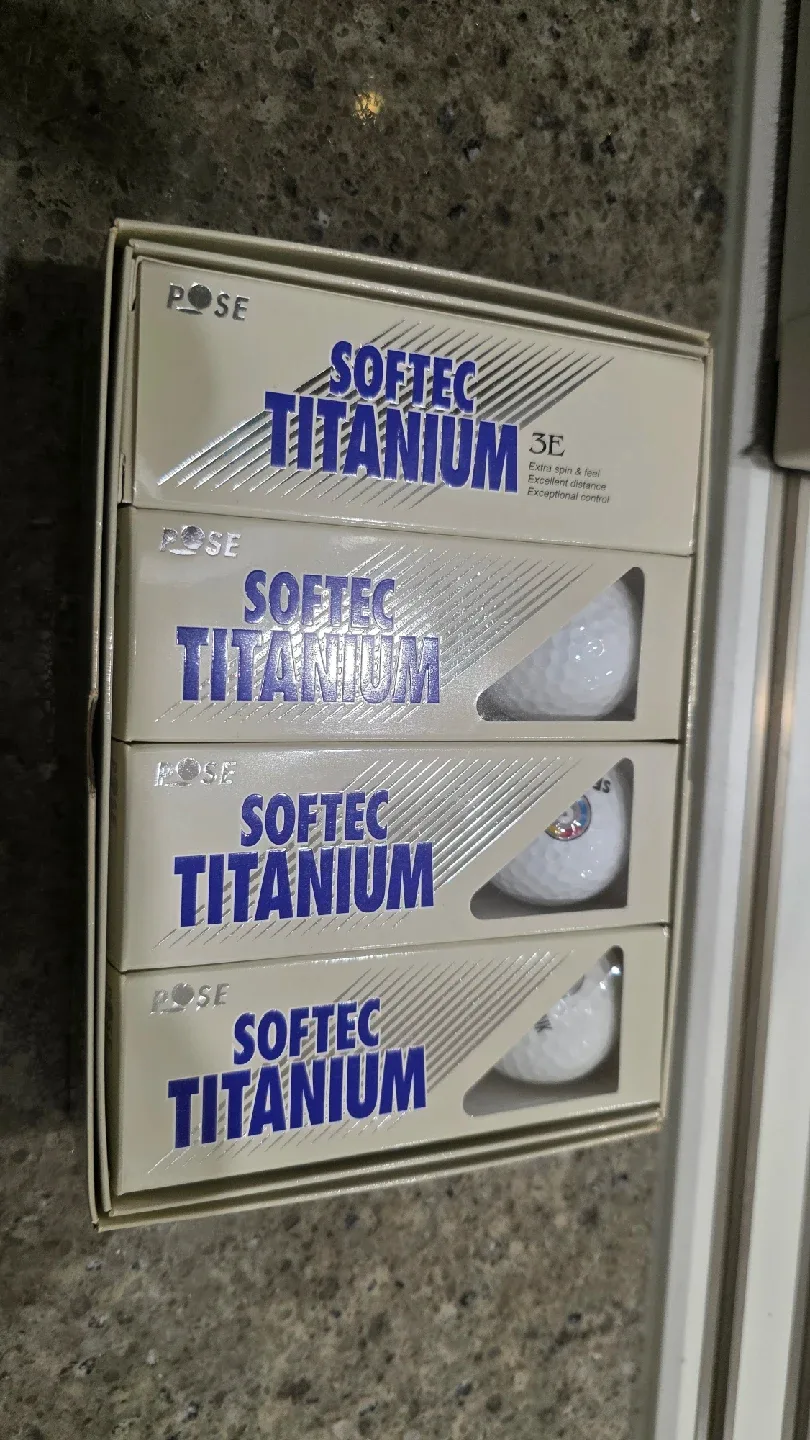 POSE
SOFTEC
TITANIUM
3E
Extra spin & feel
Excellent distance
Exceptional control
POSE
SOFTEC
TITANIUM
POSE
SOFTEC
TITANIUM
POSE
SOFTEC
TITANIUM